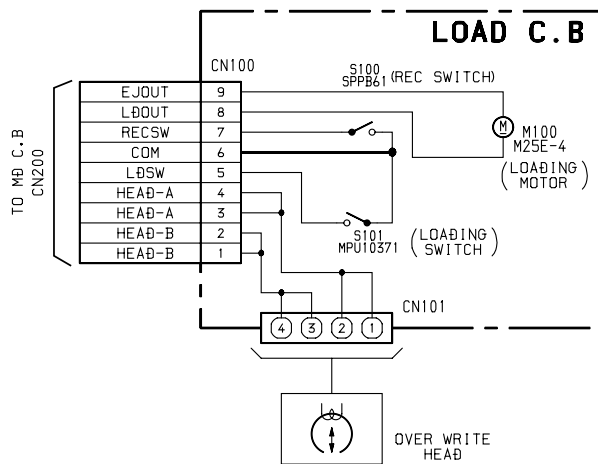 LOAD C.B
CN100
S100
SPPB61 (REC SWITCH)
TO MD C.B
CN200
EJOUT 9
LDOUT 8
RECSW 7
COM 6
LDSW 5
HEAD-A 4
HEAD-A 3
HEAD-B 2
HEAD-B 1
M
M100
M25E-4
(LOADING
MOTOR)
S101
MPU10371
(LOADING
SWITCH)
CN101
4 3 2 1
OVER WRITE
HEAD